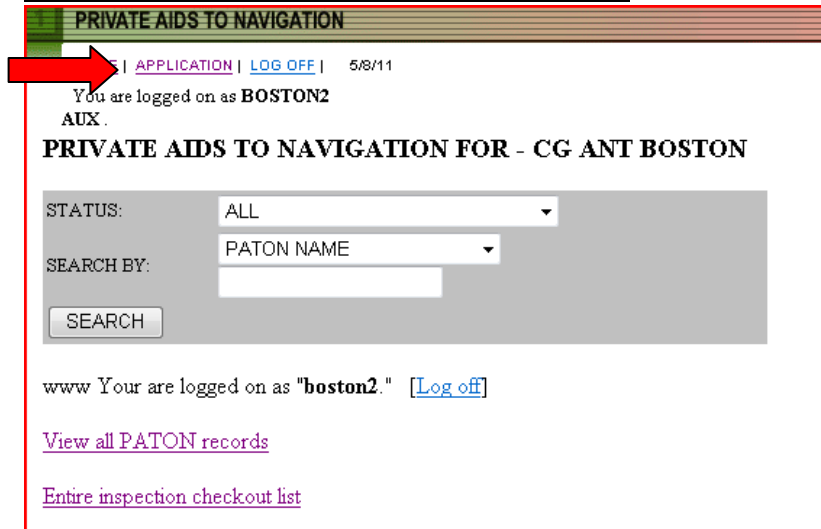 PRIVATE AIDS TO NAVIGATION
| APPLICATION | LOG OFF | 5/8/11
You are logged on as BOSTON2
AUX .
PRIVATE AIDS TO NAVIGATION FOR - CG ANT BOSTON
STATUS: ALL
SEARCH BY: PATON NAME
SEARCH
www Your are logged on as "boston2." [Log off]
View all PATON records
Entire inspection checkout list